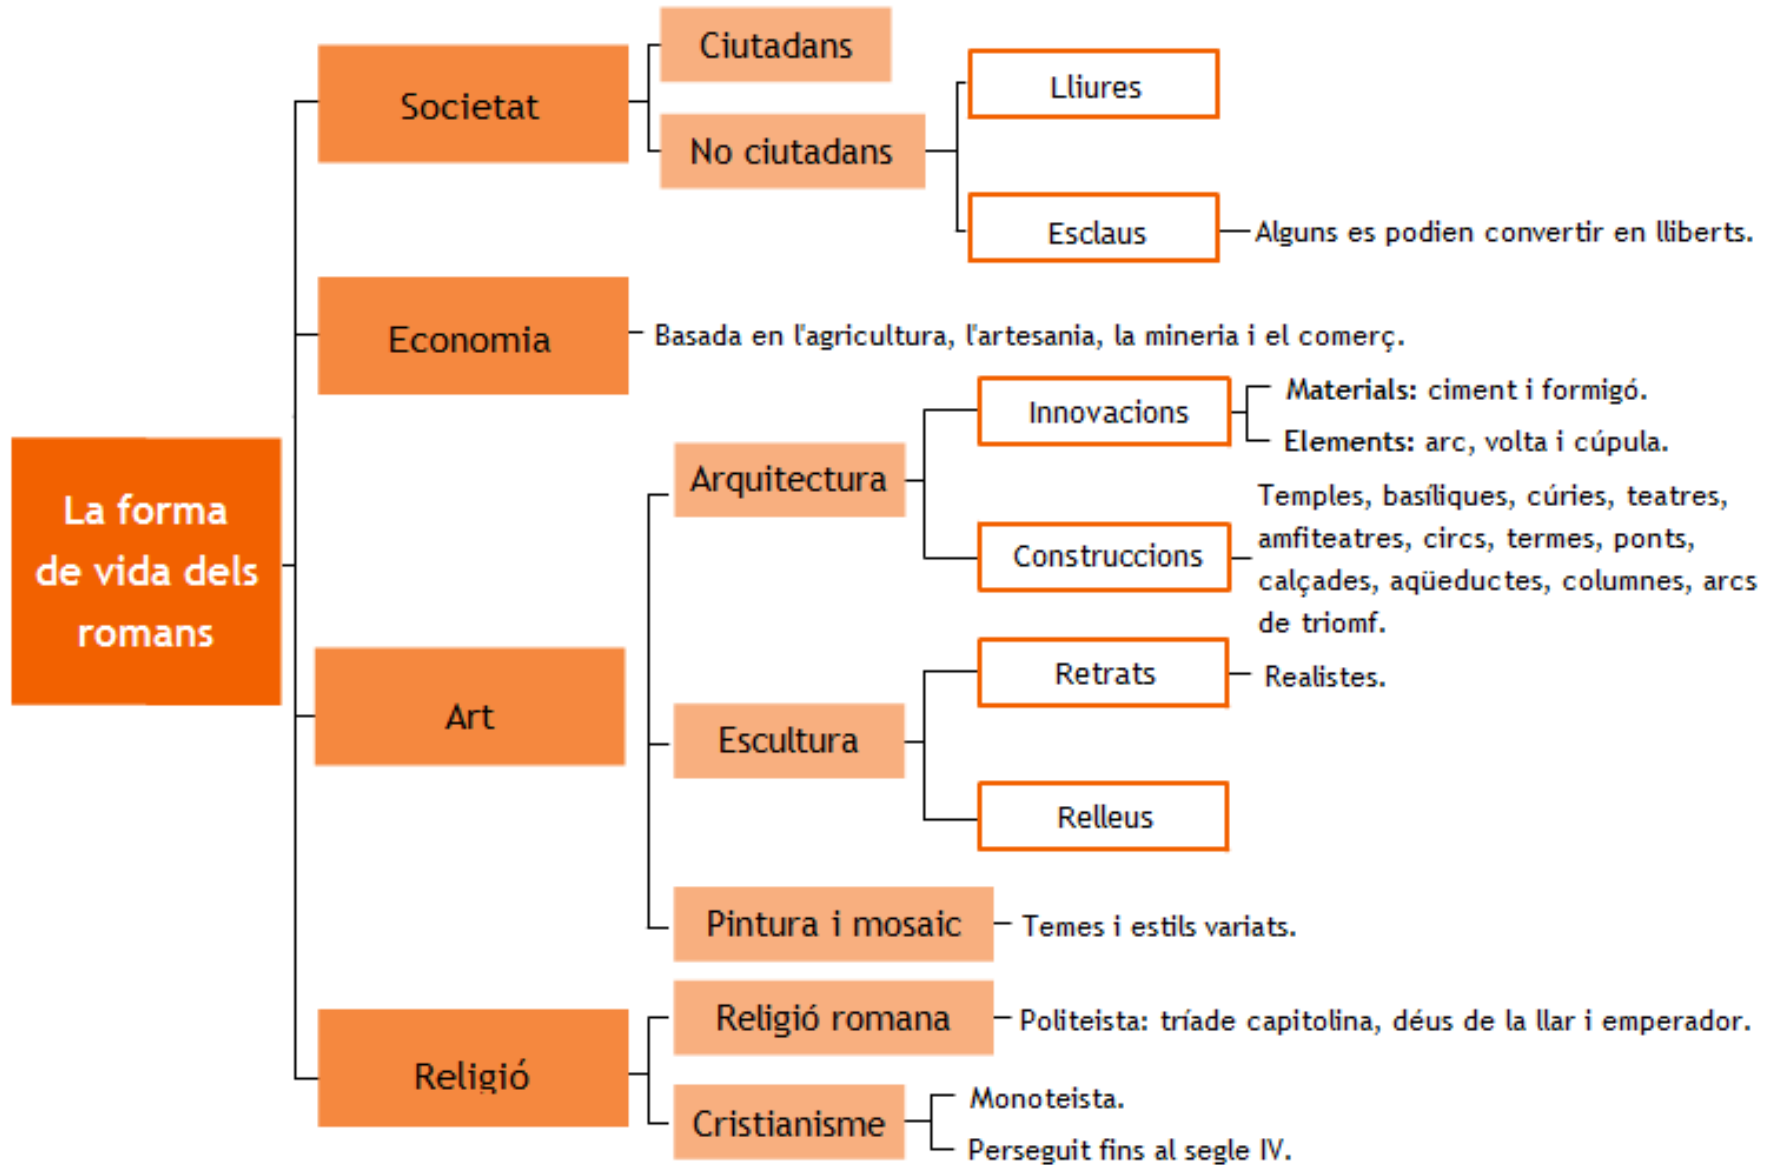 La forma
de vida dels
romans
Societat
Ciutadans
No ciutadans
Lliures
Esclaus
Alguns es podien convertir en lliberts.
Economia
Basada en l'agricultura, l'artesania, la mineria i el comerç.
Art
Arquitectura
Innovacions
Materials: ciment i formigó.
Elements: arc, volta i cúpula.
Construccions
Temples, basíliques, cúries, teatres,
amfiteatres, circs, termes, ponts,
calçades, aqüeductes, columnes, arcs
de triomf.
Escultura
Retrats
Realistes.
Relleus
Pintura i mosaic
Temes i estils variats.
Religió
Religió romana
Politeista: tríade capitolina, déus de la llar i emperador.
Cristianisme
Monoteista.
Perseguit fins al segle IV.